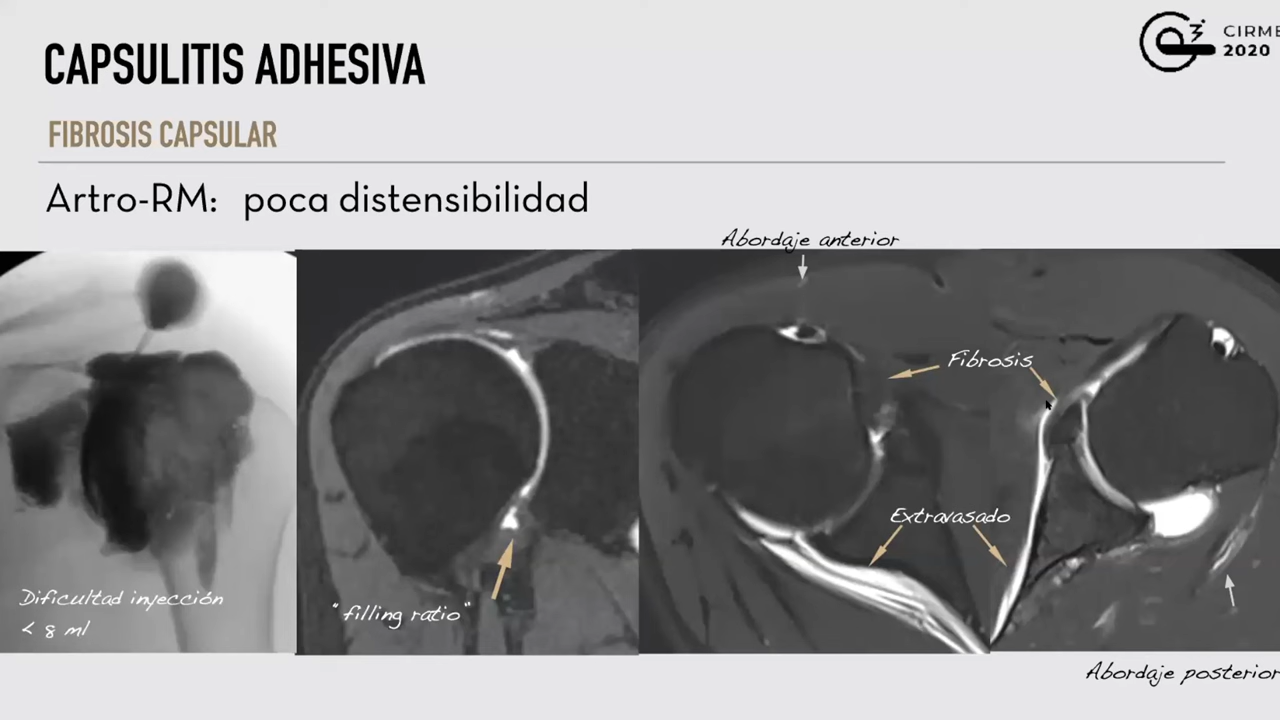 CAPSULITIS ADHESIVA
CIRME
2020
FIBROSIS CAPSULAR
Artro-RM: poca distensibilidad
Abordaje anterior
Fibrosis
Extravasado
Dificultad inyección
< 8 ml
"filling ratio"
Abordaje posterior